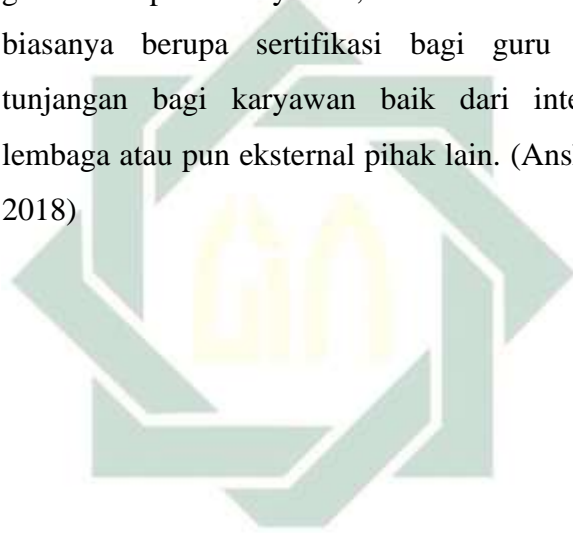 biasanya berupa sertifikasi bagi guru
tunjangan bagi karyawan baik dari inte
lembaga atau pun eksternal pihak lain. (Ans
2018)